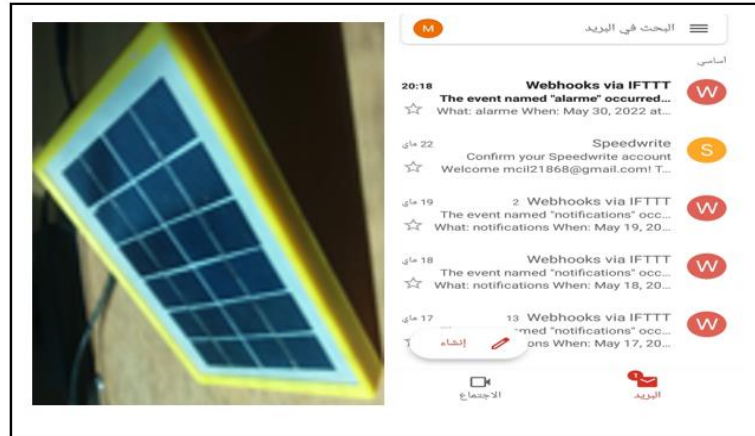 M
البحث في البريد
أساسي
W
Webhooks via IFTTT
20:18
The event named "alarme" occurred...
What: alarme When: May 30, 2022 at...
S
Speedwrite
22 ماي
Confirm your Speedwrite account
Welcome mcil21868@gmail.com! T...
W
2 Webhooks via IFTTT
19 ماي
The event named "notifications" occ...
What: notifications When: May 19, 20...
W
Webhooks via IFTTT
18 ماي
The event named "notifications" occ...
What: notifications When: May 18, 20...
W
13 Webhooks via IFTTT
17 ماي
med "notifications" occ...
ons When: May 17, 20...
إنشاء
1
البريد
الاجتماع